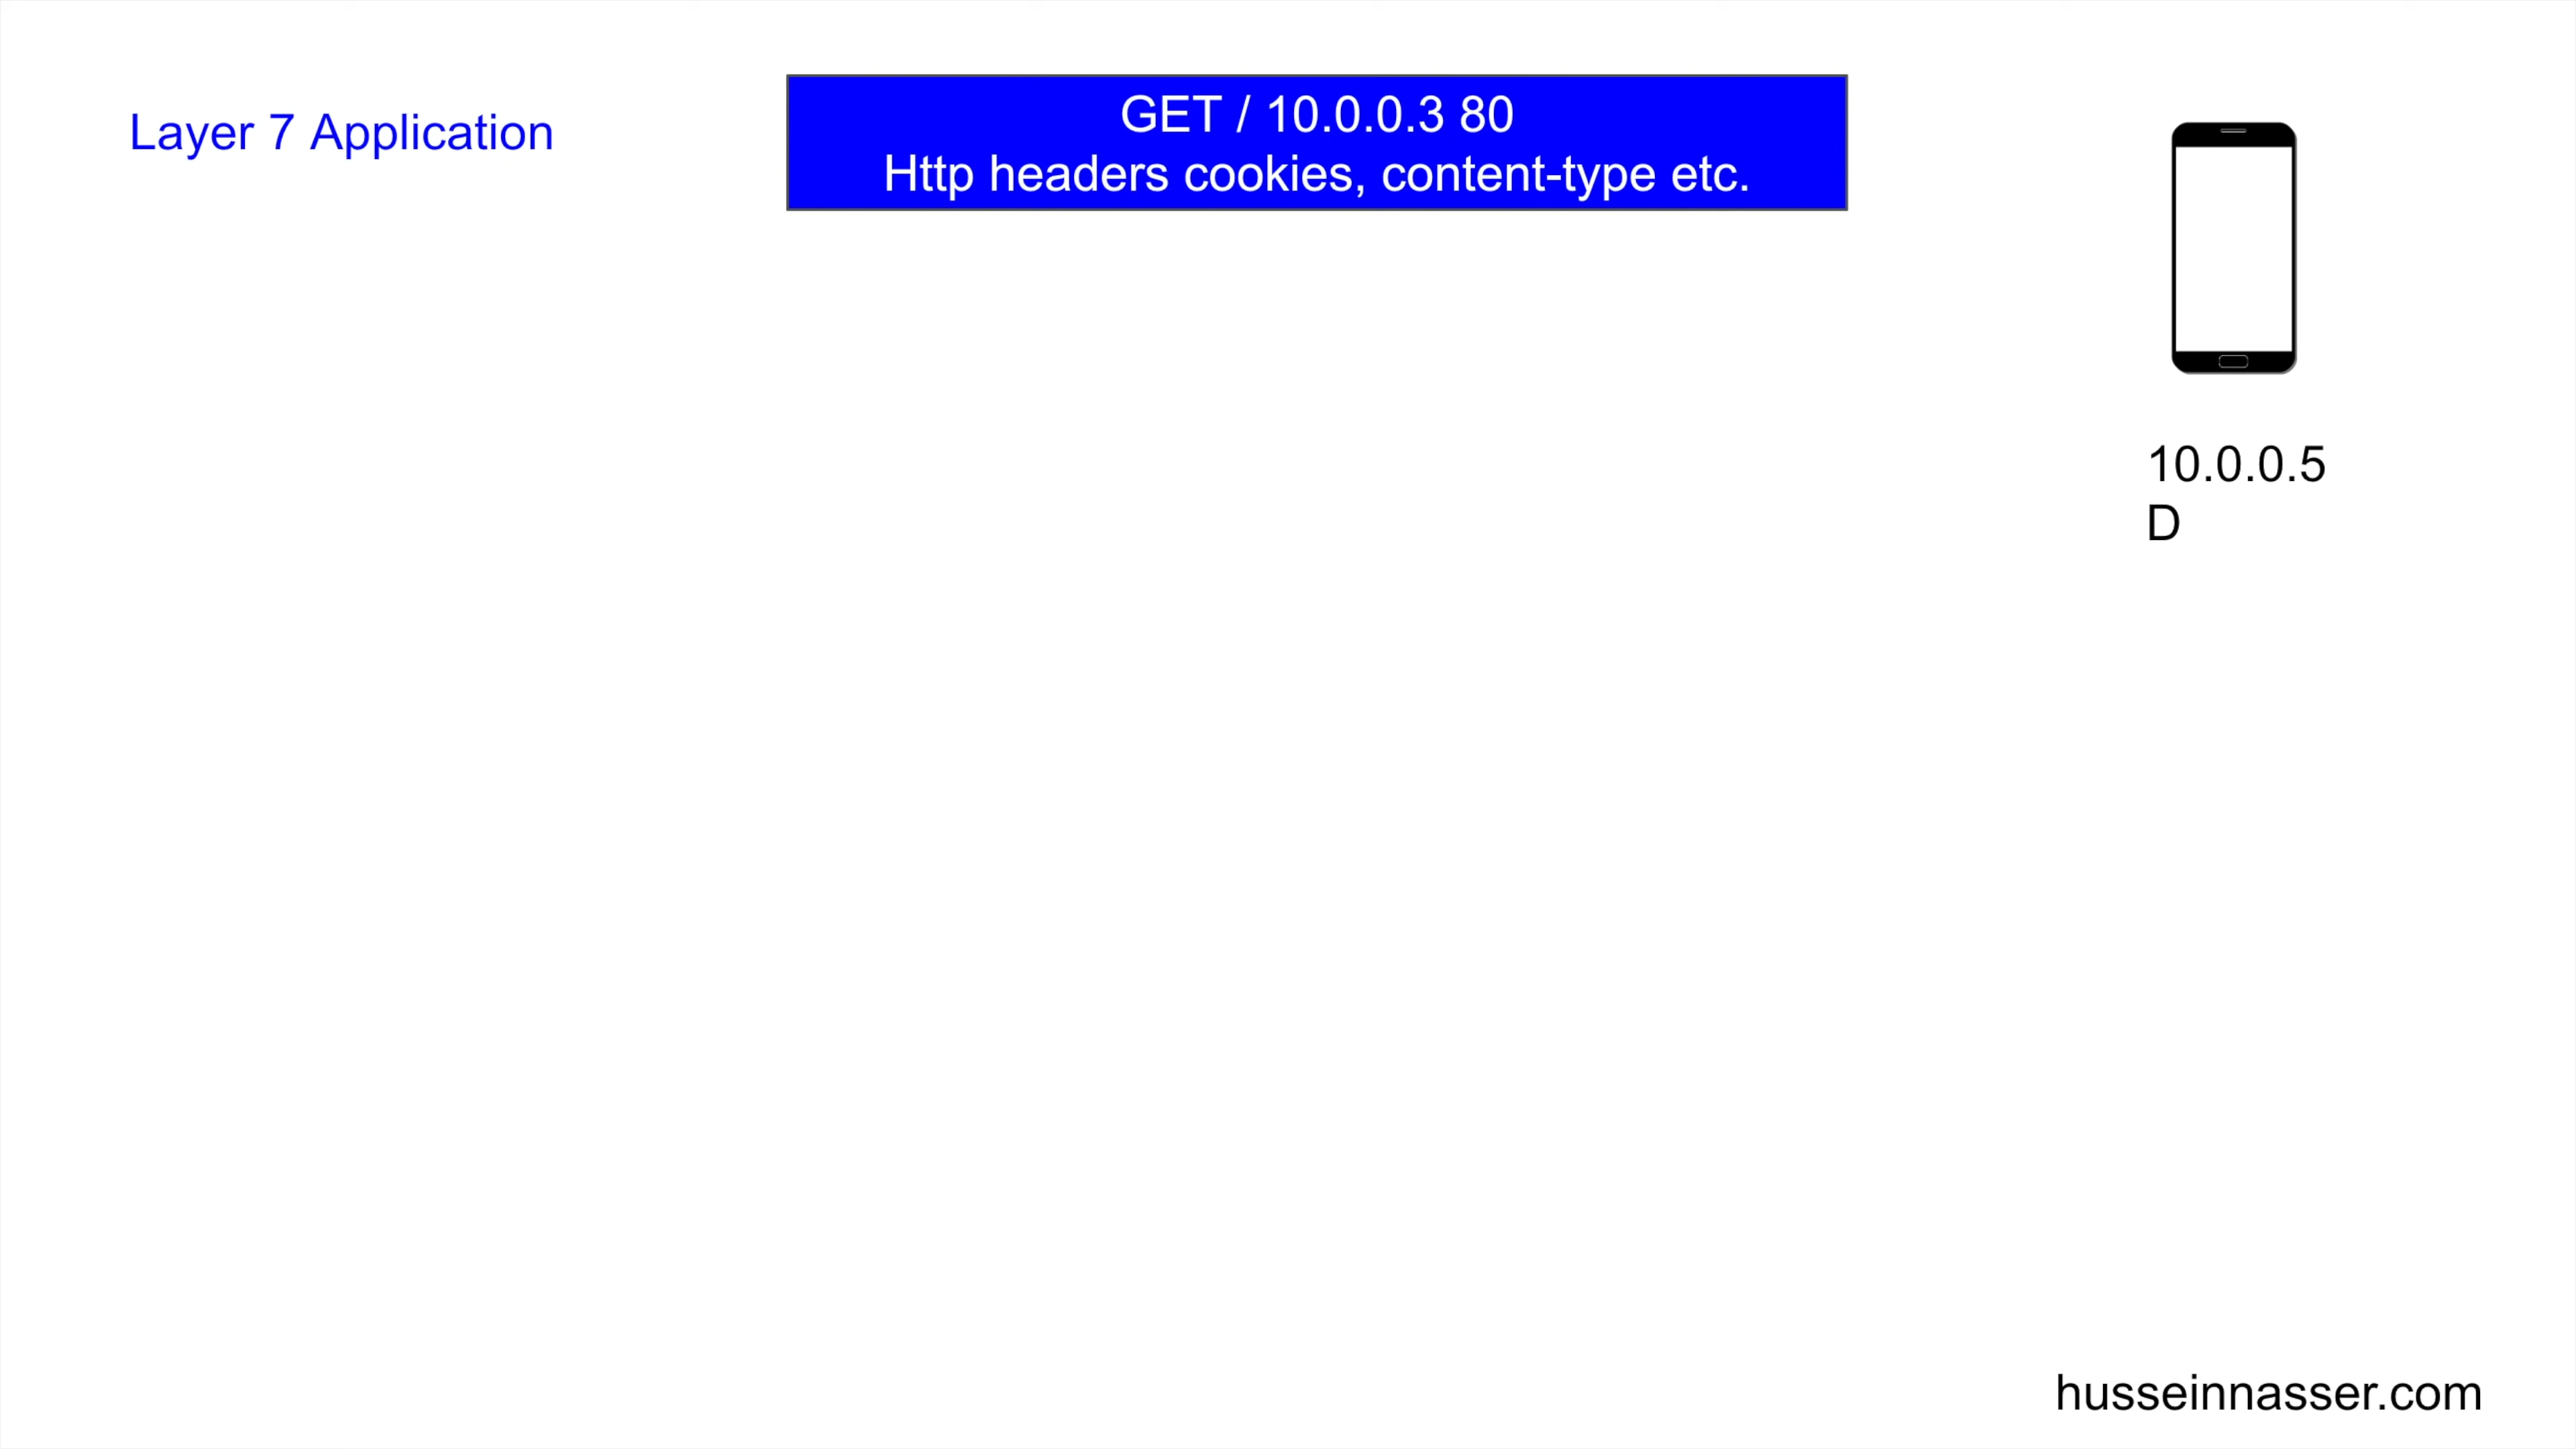 Layer 7 Application
GET / 10.0.0.3 80
Http headers cookies, content-type etc.
10.0.0.5
D
husseinnasser.com